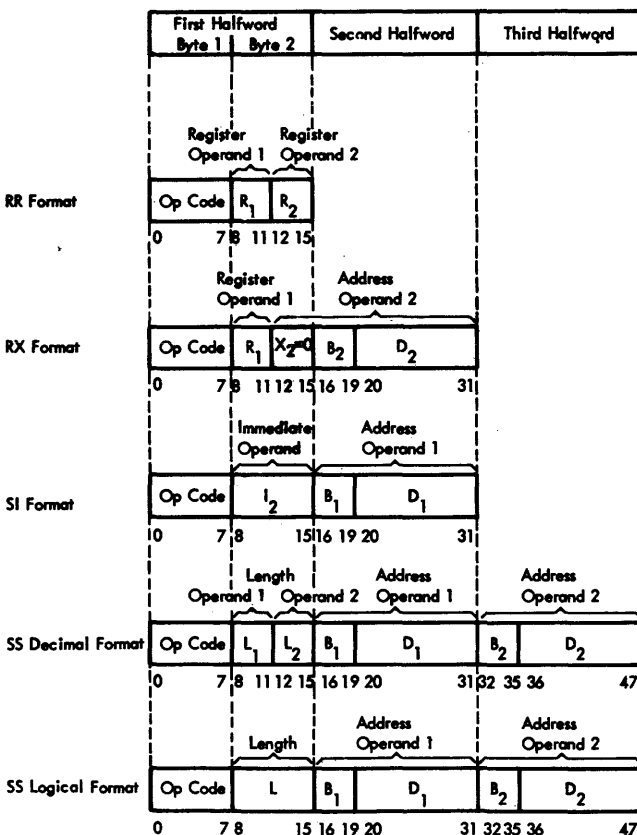 First Halfword
Byte 1 Byte 2 Second Halfword Third Halfword
Register Register
Operand 1 Operand 2
RR Format Op Code R1 R2
0 7 8 11 12 15
Register Address
Operand 1 Operand 2
RX Format Op Code R1 X2=0 B2 D2
0 7 8 11 12 15 16 19 20 31
Immediate Address
Operand Operand 1
SI Format Op Code I2 B1 D1
0 7 8 15 16 19 20 31
Length Address Address
Operand 1 Operand 2 Operand 1 Operand 2
SS Decimal Format Op Code L1 L2 B1 D1 B2 D2
0 7 8 11 12 15 16 19 20 31 32 35 36 47
Length Address Address
Operand 1 Operand 2
SS Logical Format Op Code L B1 D1 B2 D2
0 7 8 15 16 19 20 31 32 35 36 47